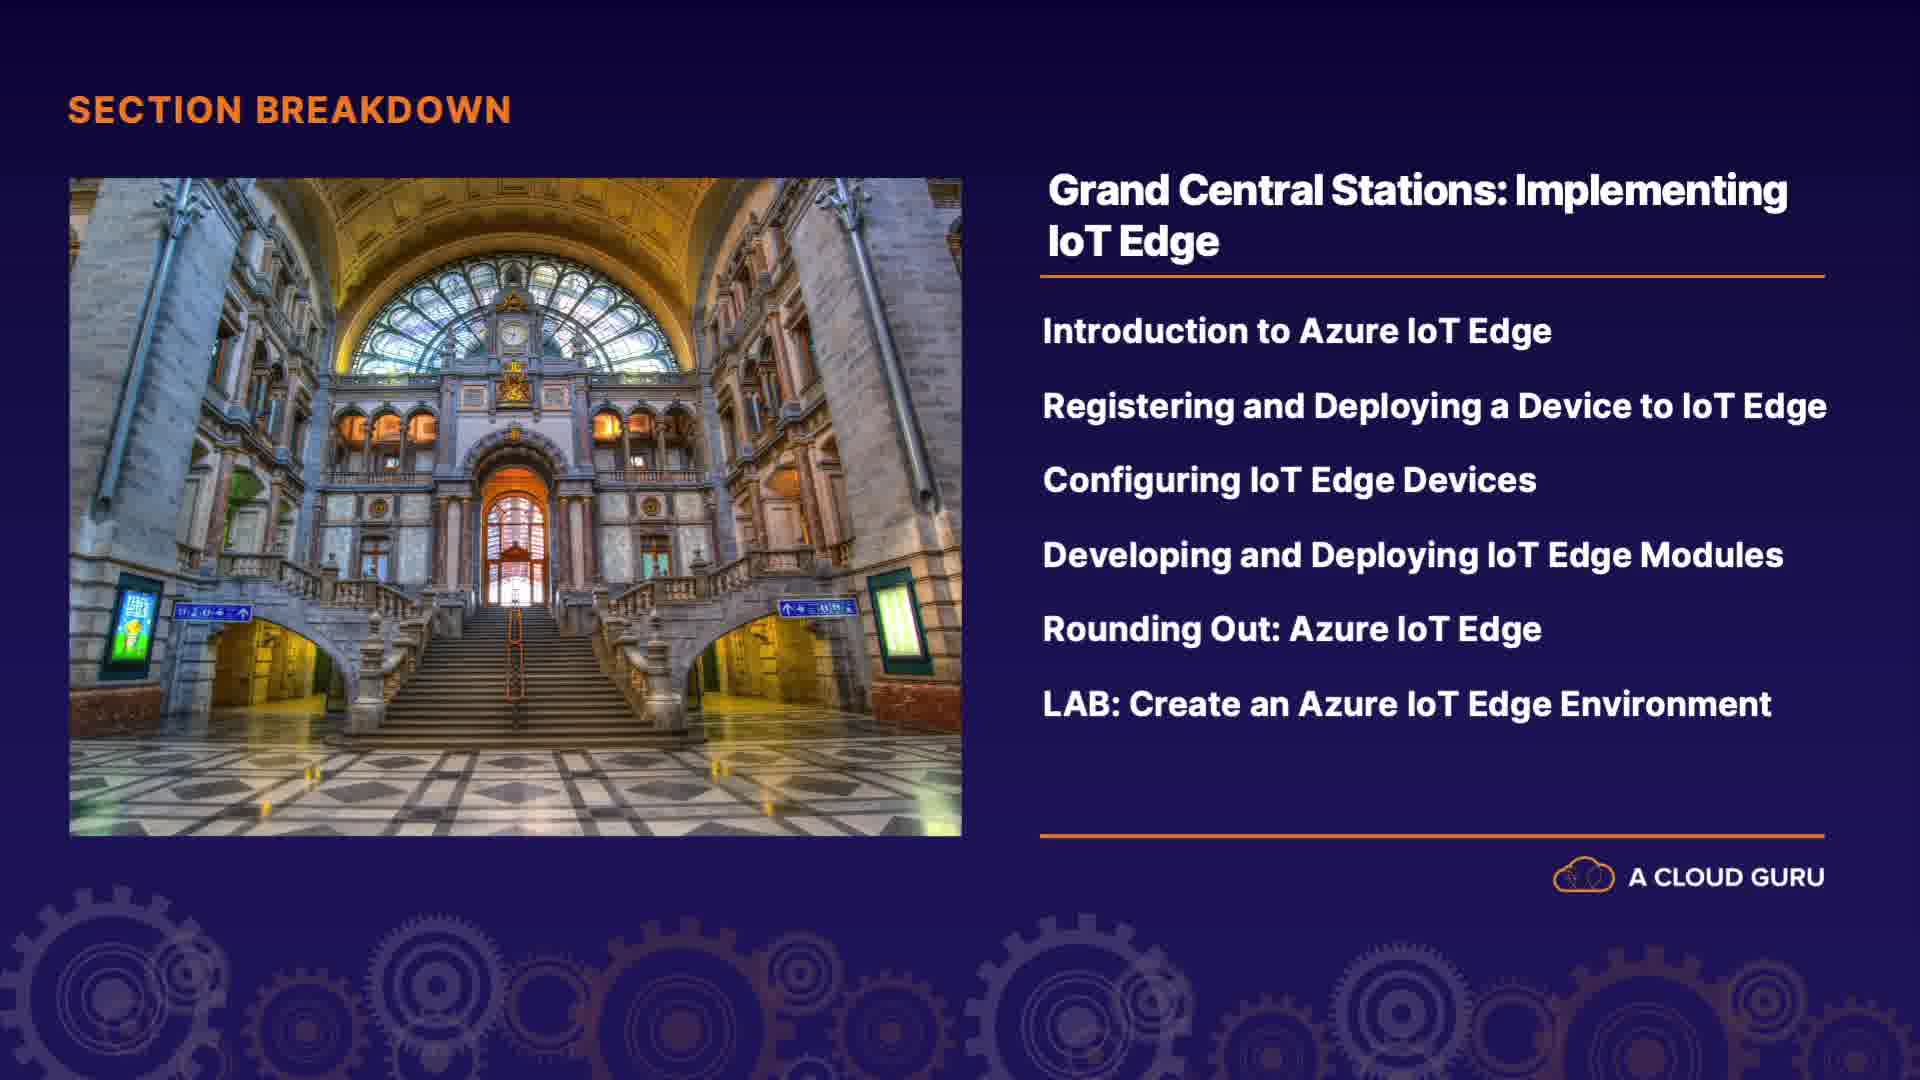 SECTION BREAKDOWN
Grand Central Stations: Implementing
IoT Edge
Introduction to Azure IoT Edge
Registering and Deploying a Device to IoT Edge
Configuring IoT Edge Devices
Developing and Deploying IoT Edge Modules
Rounding Out: Azure IoT Edge
LAB: Create an Azure IoT Edge Environment
A CLOUD GURU